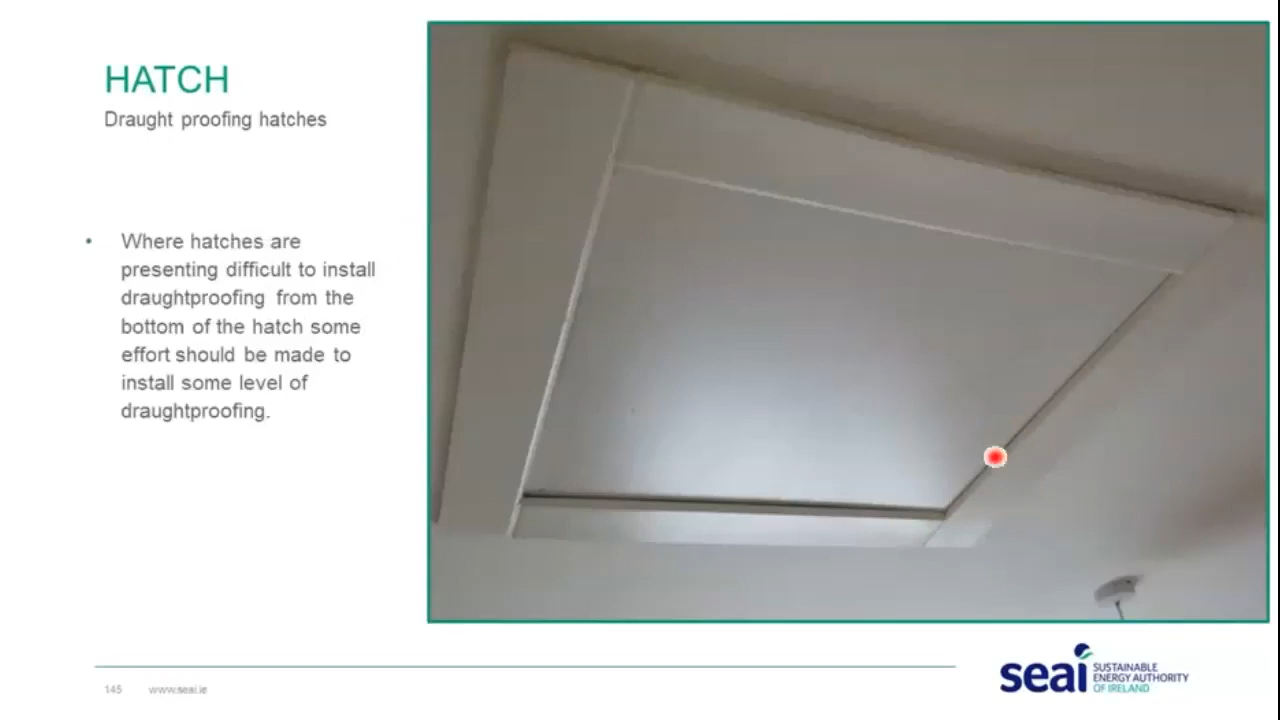 HATCH
Draught proofing hatches
• Where hatches are
presenting difficult to install
draughtproofing from the
bottom of the hatch some
effort should be made to
install some level of
draughtproofing.
145 www.seai.ie
seai SUSTAINABLE
ENERGY AUTHORITY
OF IRELAND